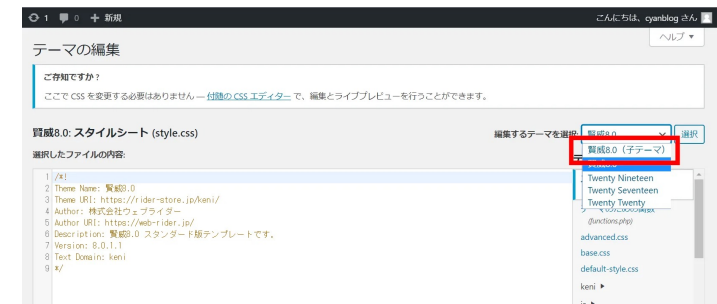 1 0 + 新規 こんにちは、cyanblog さん
ヘルプ ▼
テーマの編集
ご存知ですか ?
ここで CSS を変更する必要はありません — 付随の CSS エディター で、編集とライブプレビューを行うことができます。
賢威8.0: スタイルシート (style.css)
編集するテーマを選択: 賢威8.0 選択
賢威8.0（子テーマ）
Twenty Nineteen
Twenty Seventeen
Twenty Twenty
選択したファイルの内容:
1 /*!
2 Theme Name: 賢威8.0
3 Theme URI: https://rider-store.jp/keni/
4 Author: 株式会社ウェブライダー
5 Author URI: https://web-rider.jp/
6 Description: 賢威8.0 スタンダード版テンプレートです。
7 Version: 8.0.1.1
8 Text Domain: keni
9 */
テーマのための関数
(functions.php)
advanced.css
base.css
default-style.css
keni ▶